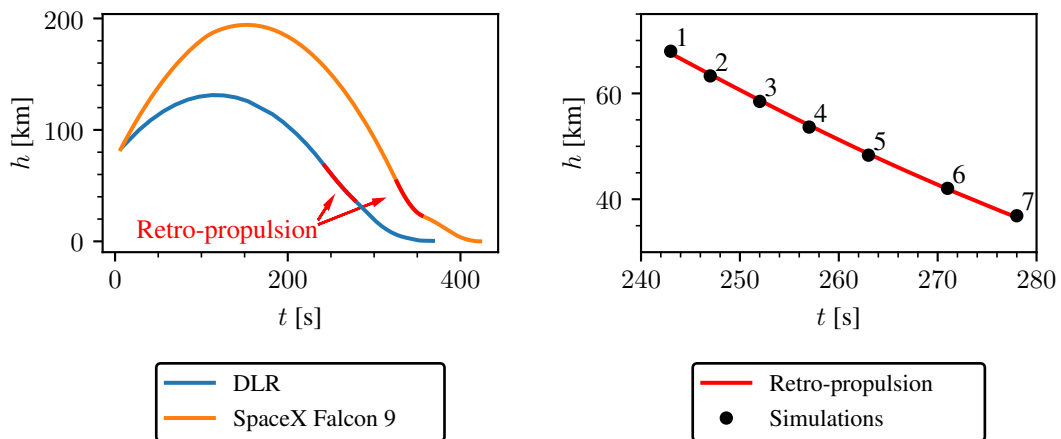 200
100
0
h [km]
0
200
400
t [s]
Retro-propulsion
DLR
SpaceX Falcon 9
60
40
h [km]
240
250
260
270
280
t [s]
1
2
3
4
5
6
7
Retro-propulsion
Simulations